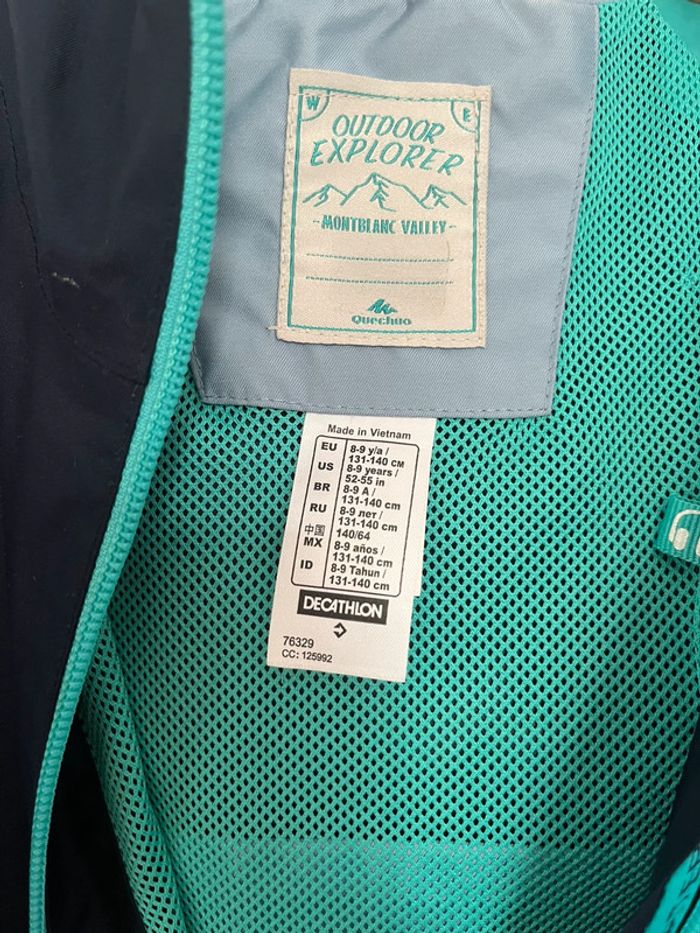 W
E
OUTDOOR
EXPLORER
- MONTBLANC VALLEY -
Quechua
Made in Vietnam
EU 8-9 y/a /
131-140 CM
US 8-9 years /
52-55 in
BR 8-9 A /
131-140 cm
RU 8-9 лет /
131-140 cm
中国 140/64
MX 8-9 años /
131-140 cm
ID 8-9 Tahun /
131-140 cm
DECATHLON
76329
CC: 125992